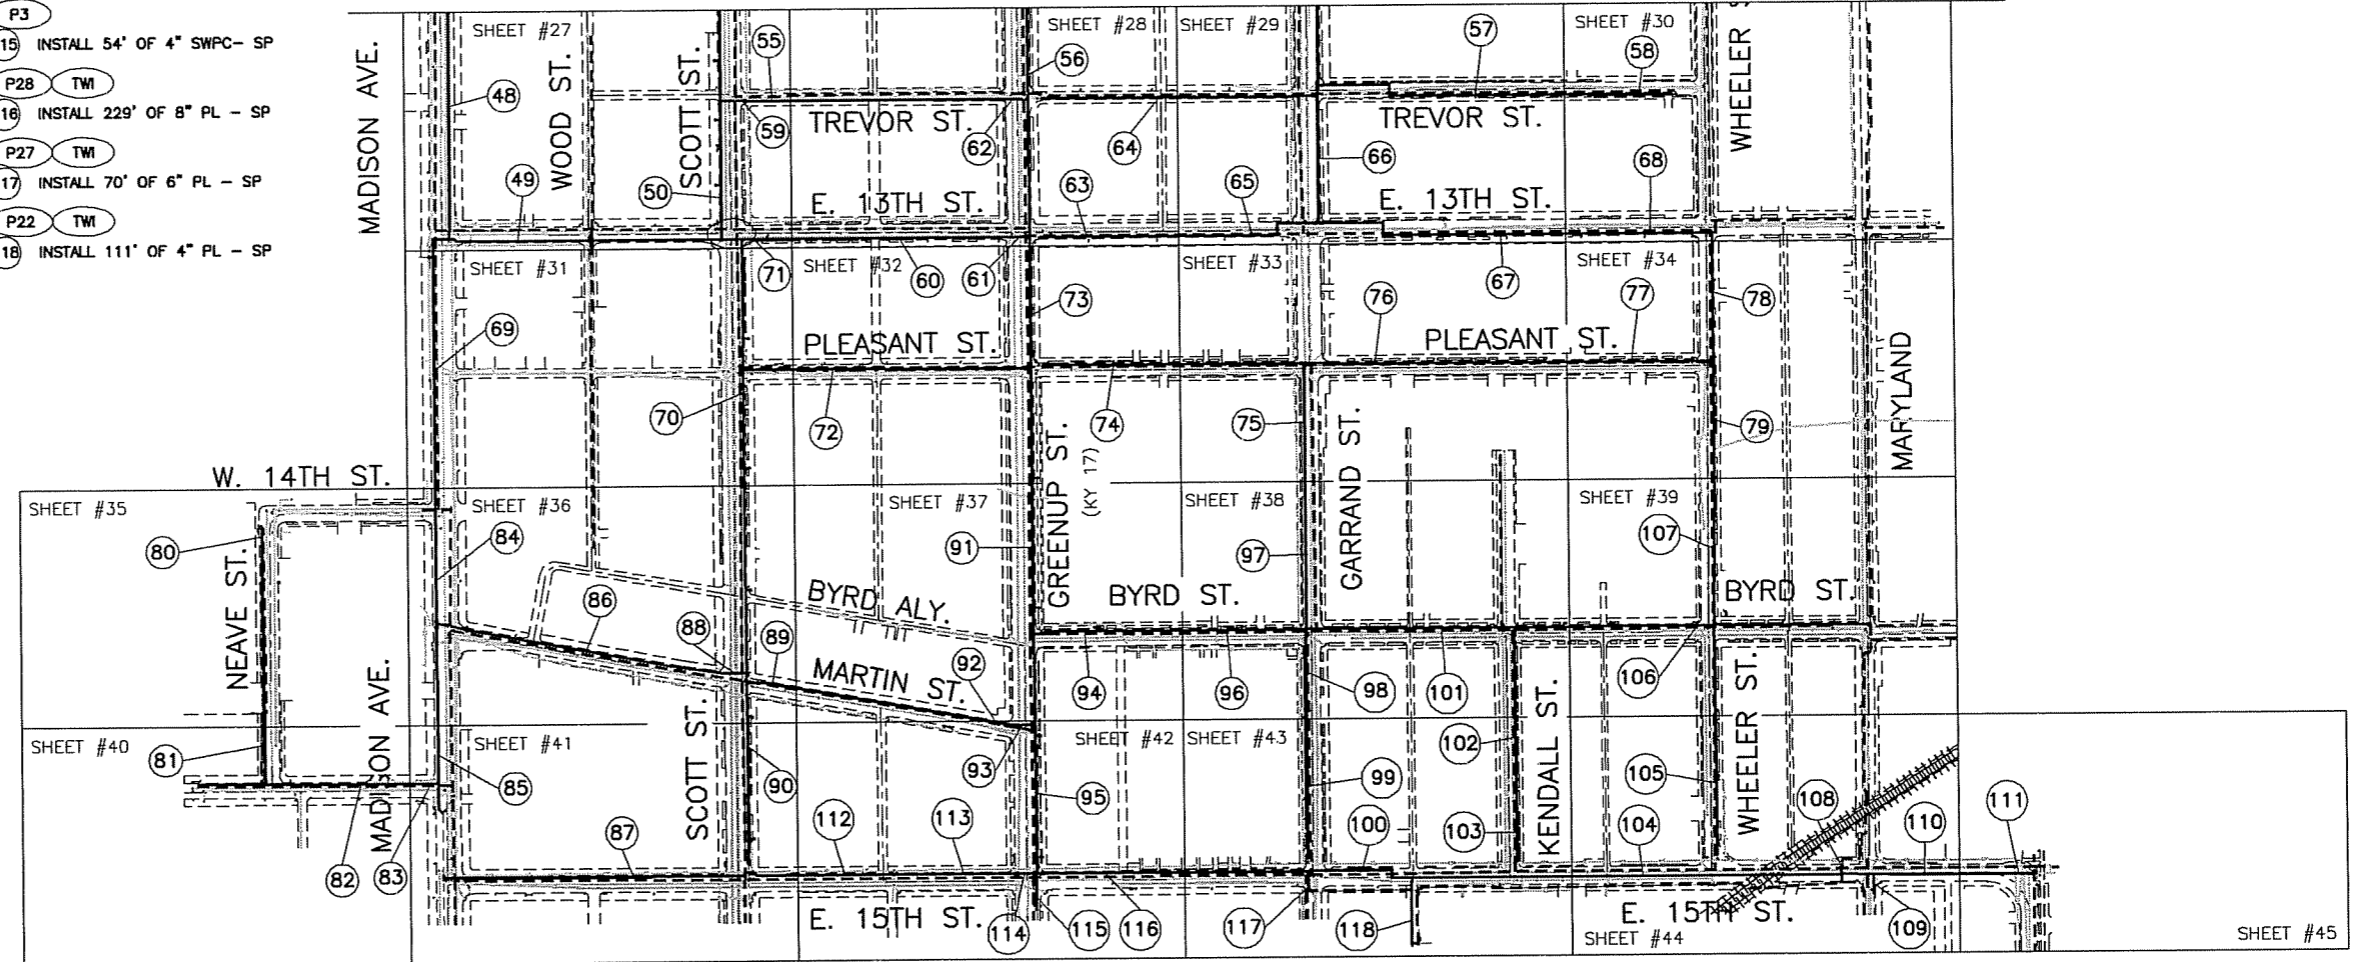 P3
15 INSTALL 54' OF 4" SWPC- SP
P28 TWI
16 INSTALL 229' OF 8" PL - SP
P27 TWI
17 INSTALL 70' OF 6" PL - SP
P22 TWI
18 INSTALL 111' OF 4" PL - SP
MADISON AVE.
SHEET #27
WOOD ST.
SCOTT ST.
SHEET #28
SHEET #29
SHEET #30
WHEELER
48
55
56
57
58
TREVOR ST.
TREVOR ST.
59
62
64
66
68
49
50
63
65
E. 13TH ST.
E. 13TH ST.
SHEET #31
71
SHEET #32
60
61
SHEET #33
67
SHEET #34
69
73
76
77
78
PLEASANT ST.
PLEASANT ST.
MARYLAND
70
72
74
75
79
GREENUP ST.
(KY 17)
GARRAND ST.
W. 14TH ST.
SHEET #35
SHEET #36
SHEET #37
SHEET #38
SHEET #39
80
84
91
97
107
NEAVE ST.
BYRD ALY.
BYRD ST.
BYRD ST.
86
88
89
92
MARTIN ST.
94
96
98
101
106
MADISON AVE.
SCOTT ST.
KENDALL ST.
WHEELER ST.
SHEET #40
SHEET #41
SHEET #42
SHEET #43
81
85
90
93
95
99
102
105
82
83
87
112
113
100
103
104
108
110
111
E. 15TH ST.
114
115
116
117
118
E. 15TH ST.
109
SHEET #44
SHEET #45